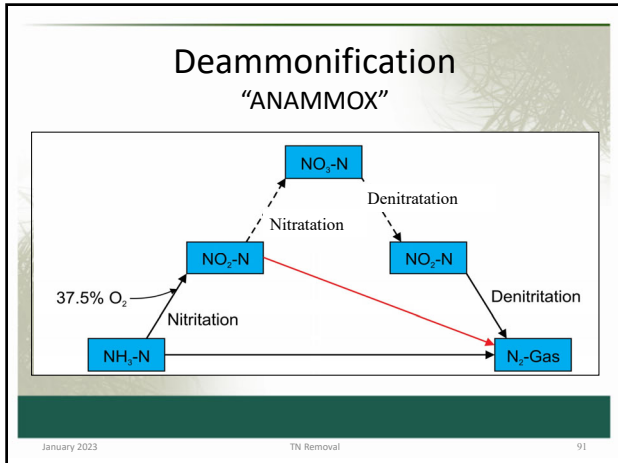 Deammonification
“ANAMMOX”
NO₃-N
Denitratation
Nitratation
NO₂-N
NO₂-N
37.5% O₂
Denitritation
Nitritation
NH₃-N
N₂-Gas
January 2023
TN Removal
91